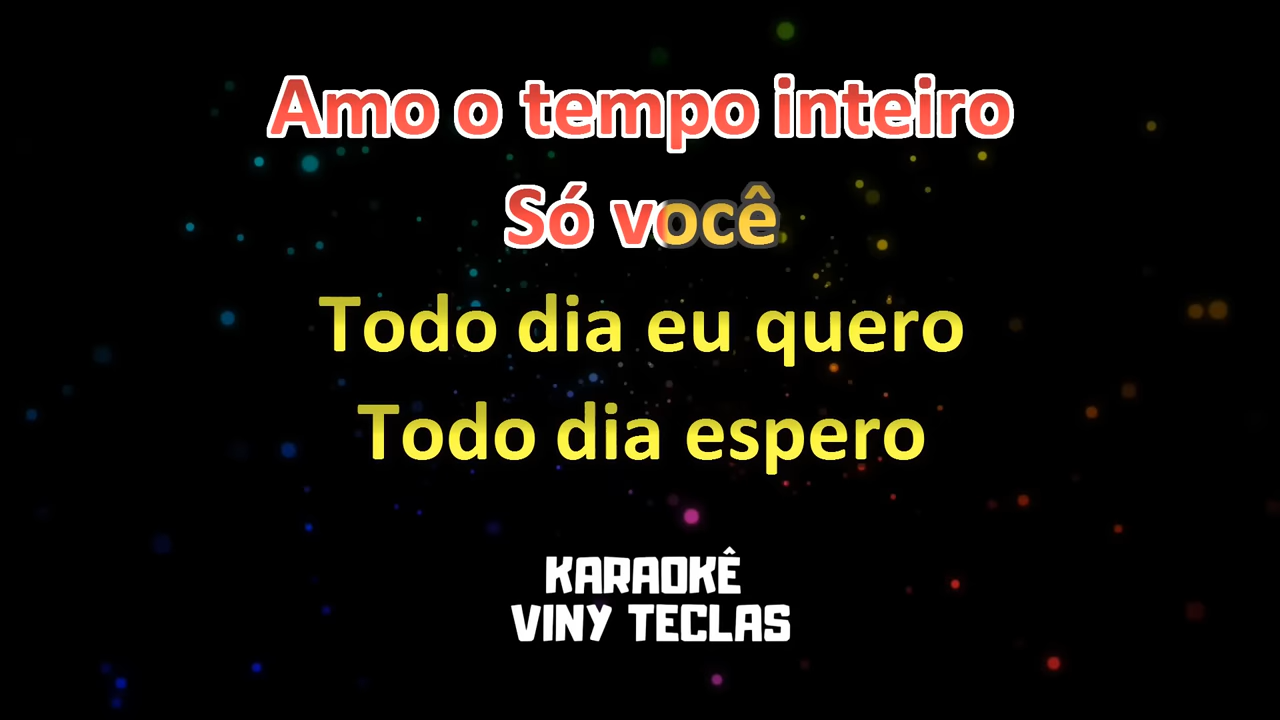 Amo o tempo inteiro
Só você
Todo dia eu quero
Todo dia espero
KARAOKÊ
VINY TECLAS